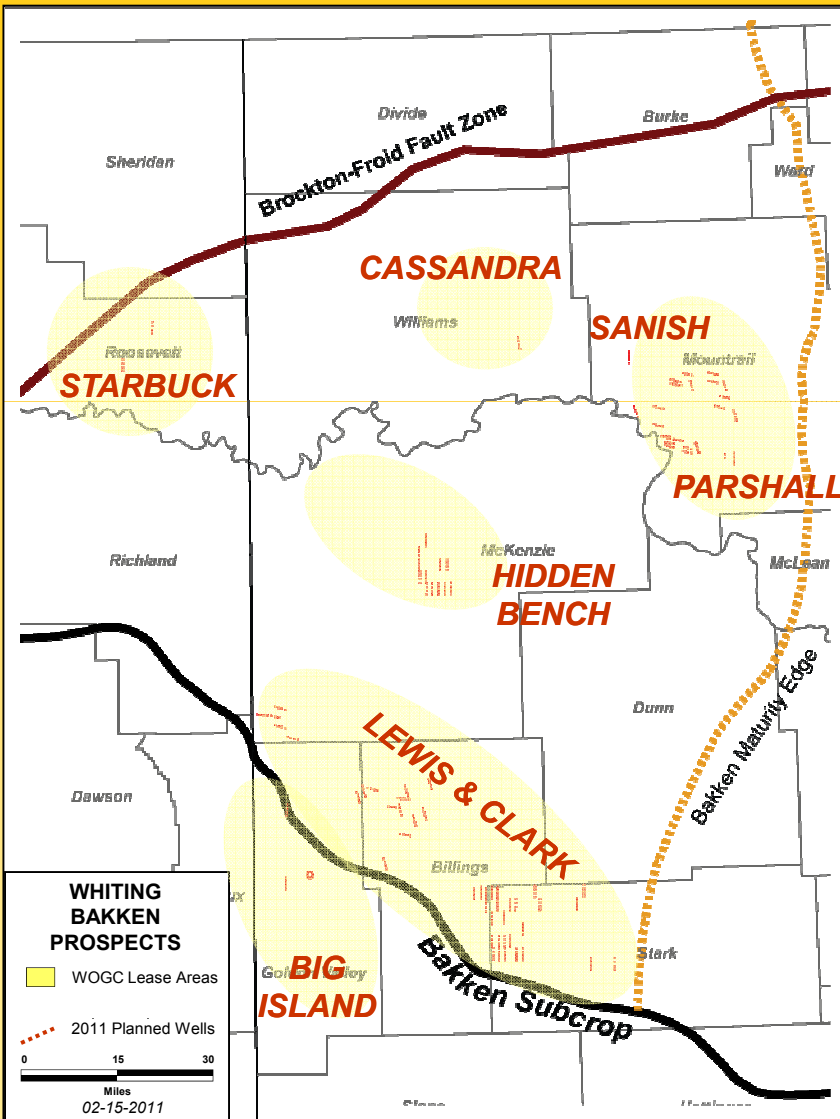 Divide
Burke
Sheridan
Ward
Brockton-Froid Fault Zone
CASSANDRA
Williams
SANISH
Mountrail
Roosevelt
STARBUCK
PARSHALL
McKenzie
Richland
McLean
HIDDEN
BENCH
Dunn
Bakken Maturity Edge
LEWIS & CLARK
Dawson
Billings
Stark
Golden Valley
BIG
ISLAND
Bakken Subcrop
WHITING
BAKKEN
PROSPECTS
WOGC Lease Areas
2011 Planned Wells
0 15 30
Miles
02-15-2011